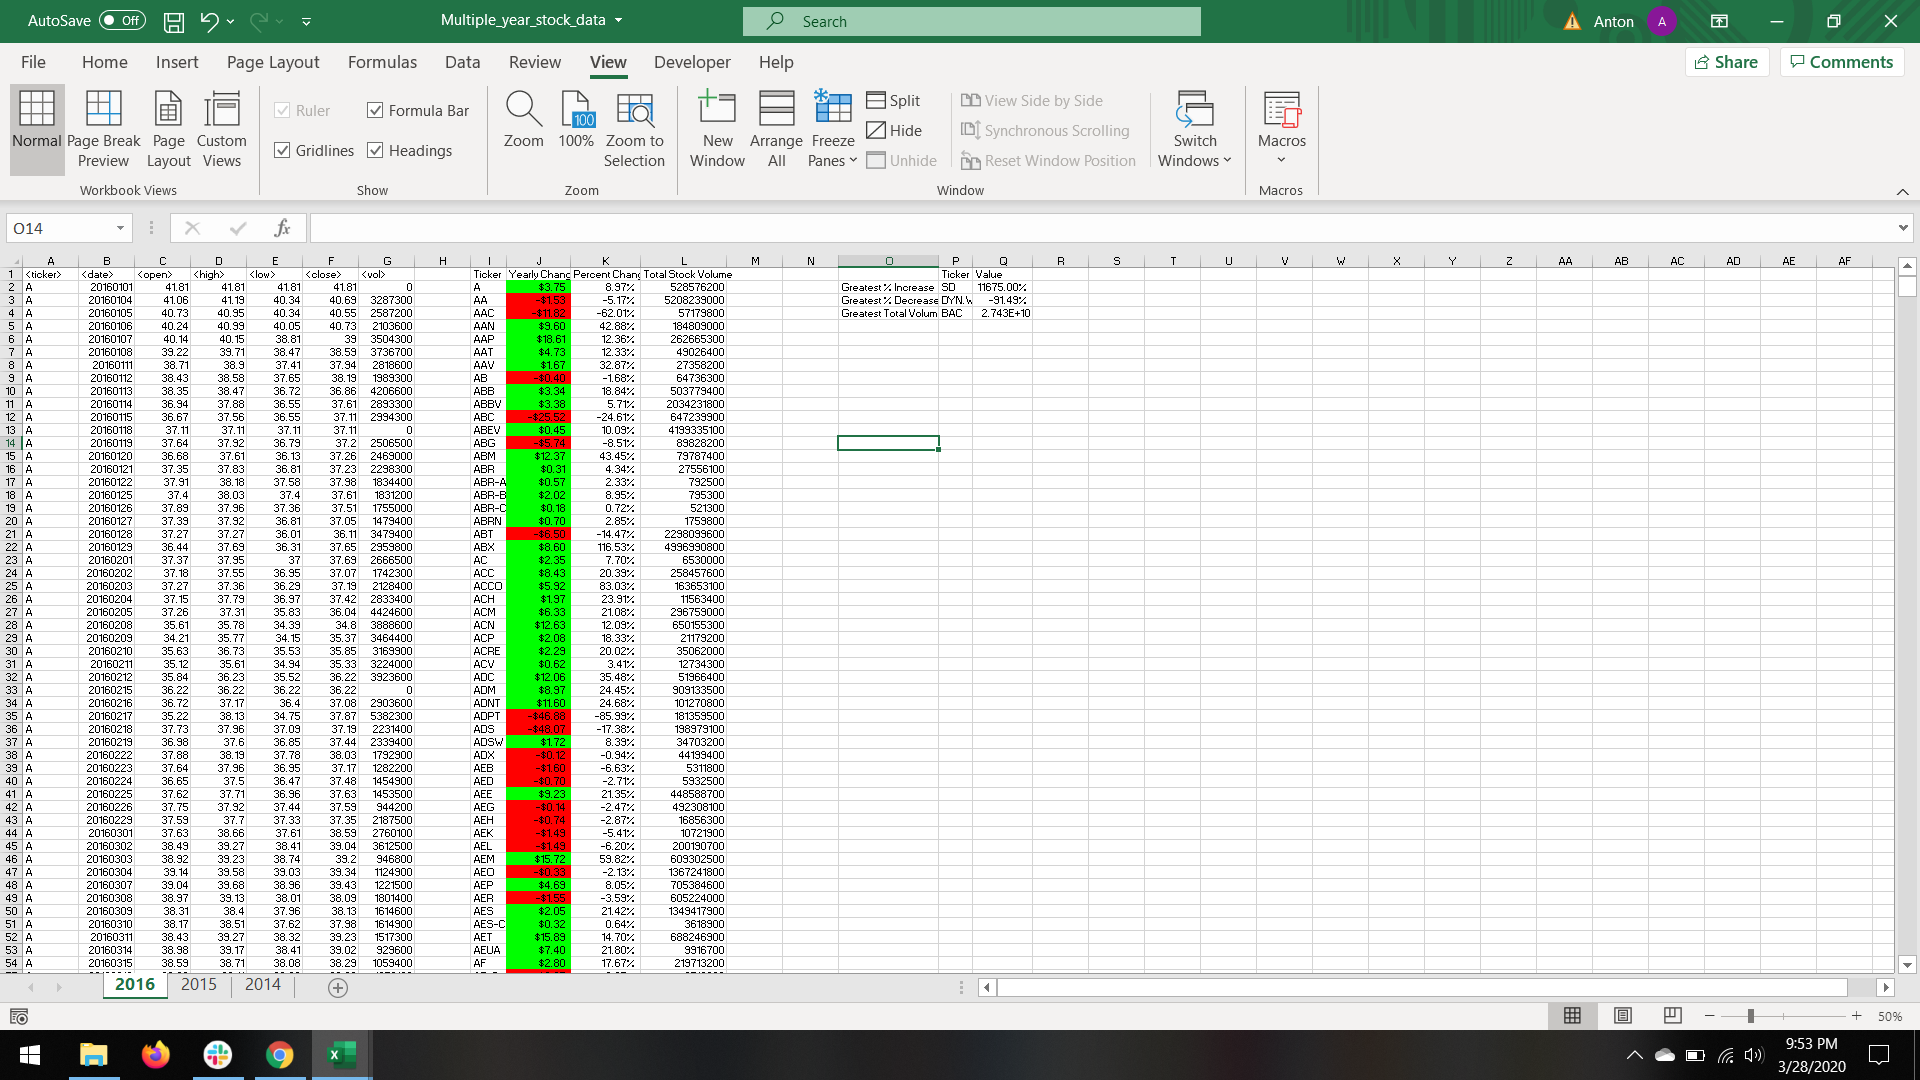 AutoSave Off Multiple_year_stock_data Search Anton A
File Home Insert Page Layout Formulas Data Review View Developer Help Share Comments
Normal Page Break Preview Page Layout Custom Views
Workbook Views
Ruler Formula Bar
Gridlines Headings
Show
Zoom 100% Zoom to Selection
Zoom
New Window Arrange All Freeze Panes
Split
Hide
Unhide
View Side by Side
Synchronous Scrolling
Reset Window Position
Switch Windows
Window
Macros
Macros
O14 fx
A B C D E F G H I J K L M N O P Q R S T U V W X Y Z AA AB AC AD AE AF
1 <ticker> <date> <open> <high> <low> <close> <vol> Ticker Yearly Chang Percent Chang Total Stock Volume Ticker Value
2 A 20160101 41.81 41.81 41.81 41.81 0 A $3.75 8.97% 528576200 Greatest % Increase SD 11675.00%
3 A 20160104 41.06 41.19 40.34 40.69 3287300 AA -$1.53 -5.17% 5208239000 Greatest % Decrease DYN.W -91.49%
4 A 20160105 40.73 40.95 40.34 40.55 2587200 AAC -$11.82 -62.01% 57179800 Greatest Total Volum BAC 2.743E+10
5 A 20160106 40.24 40.99 40.05 40.73 2103600 AAN $9.60 42.88% 184809000
6 A 20160107 40.14 40.15 38.81 39 3504300 AAP $18.61 12.36% 262665300
7 A 20160108 39.22 39.71 38.47 38.59 3736700 AAT $4.73 12.33% 49026400
8 A 20160111 38.71 38.9 37.41 37.94 2818600 AAV $1.67 32.87% 27358200
9 A 20160112 38.43 38.58 37.65 38.19 1989300 AB -$0.40 -1.68% 64736300
10 A 20160113 38.35 38.47 36.72 36.86 4206600 ABB $3.34 18.84% 503779400
11 A 20160114 36.94 37.88 36.55 37.61 2893300 ABBV $3.38 5.71% 2034231800
12 A 20160115 36.67 37.56 36.55 37.11 2994300 ABC -$25.52 -24.61% 647239900
13 A 20160118 37.11 37.11 37.11 37.11 0 ABEV $0.45 10.09% 4199335100
14 A 20160119 37.64 37.92 36.79 37.2 2506500 ABG -$5.74 -8.51% 89828200
15 A 20160120 36.68 37.61 36.13 37.26 2469000 ABM $12.37 43.45% 79787400
16 A 20160121 37.35 37.83 36.81 37.23 2298300 ABR $0.31 4.34% 27556100
17 A 20160122 37.91 38.18 37.58 37.98 1834400 ABR-A $0.57 2.33% 792500
18 A 20160125 37.4 38.03 37.4 37.61 1831200 ABR-B $2.02 8.95% 795300
19 A 20160126 37.89 37.96 37.36 37.51 1755000 ABR-C $0.18 0.72% 521300
20 A 20160127 37.39 37.92 36.81 37.05 1479400 ABRN $0.70 2.85% 1759800
21 A 20160128 37.27 37.27 36.01 36.11 3479400 ABT -$6.50 -14.47% 2298099600
22 A 20160129 36.44 37.69 36.31 37.65 2959800 ABX $8.60 116.53% 4996990800
23 A 20160201 37.37 37.95 37 37.69 2666500 AC $2.35 7.70% 6530000
24 A 20160202 37.18 37.55 36.95 37.07 1742300 ACC $8.43 20.39% 258457600
25 A 20160203 37.27 37.36 36.29 37.19 2128400 ACCO $5.92 83.03% 163653100
26 A 20160204 37.15 37.79 36.97 37.42 2833400 ACH $1.97 23.91% 11563400
27 A 20160205 37.26 37.31 35.83 36.04 4424600 ACM $6.33 21.08% 296759000
28 A 20160208 35.61 35.78 34.39 34.8 3888600 ACN $12.63 12.09% 650155300
29 A 20160209 34.21 35.77 34.15 35.37 3464400 ACP $2.08 18.33% 21179200
30 A 20160210 35.63 36.73 35.53 35.85 3169900 ACRE $2.29 20.02% 35062000
31 A 20160211 35.12 35.61 34.94 35.33 3224000 ACV $0.62 3.41% 12734300
32 A 20160212 35.84 36.23 35.52 36.22 3923600 ADC $12.06 35.48% 51966400
33 A 20160215 36.22 36.22 36.22 36.22 0 ADM $8.97 24.45% 909133500
34 A 20160216 36.72 37.17 36.4 37.08 2903600 ADNT $11.60 24.68% 101270800
35 A 20160217 35.22 38.13 34.75 37.87 5382300 ADPT -$46.88 -85.99% 181359500
36 A 20160218 37.73 37.96 37.09 37.19 2231400 ADS -$48.07 -17.38% 198979100
37 A 20160219 36.98 37.6 36.85 37.44 2339400 ADSW $1.72 8.39% 34703200
38 A 20160222 37.88 38.19 37.78 38.03 1792900 ADX -$0.12 -0.94% 44199400
39 A 20160223 37.64 37.96 36.95 37.17 1282200 AEB -$1.60 -6.63% 5311800
40 A 20160224 36.65 37.5 36.47 37.48 1454900 AED -$0.70 -2.71% 5932500
41 A 20160225 37.62 37.71 36.96 37.63 1453500 AEE $9.23 21.35% 448588700
42 A 20160226 37.75 37.92 37.44 37.59 944200 AEG -$0.14 -2.47% 492308100
43 A 20160229 37.59 37.7 37.33 37.35 2187500 AEH -$0.74 -2.87% 16856300
44 A 20160301 37.63 38.66 37.61 38.59 2760100 AEK -$1.49 -5.41% 10721900
45 A 20160302 38.49 39.27 38.41 39.04 3612500 AEL -$1.49 -6.20% 200190700
46 A 20160303 38.92 39.23 38.74 39.2 946800 AEM $15.72 59.82% 609302500
47 A 20160304 39.14 39.58 39.03 39.34 1124900 AEO -$0.33 -2.13% 1367241800
48 A 20160307 39.04 39.68 38.96 39.43 1221500 AEP $4.69 8.05% 705384600
49 A 20160308 38.97 39.13 38.01 38.09 1801400 AER -$1.55 -3.59% 605224000
50 A 20160309 38.31 38.4 37.96 38.13 1614600 AES $2.05 21.42% 1349417900
51 A 20160310 38.17 38.51 37.62 37.98 1614900 AES-C $0.32 0.64% 3618900
52 A 20160311 38.43 39.27 38.32 39.23 1517300 AET $15.89 14.70% 688246900
53 A 20160314 38.98 39.17 38.41 39.02 929600 AEUA $7.40 21.80% 9916700
54 A 20160315 38.59 38.71 38.08 38.29 1059400 AF $2.80 17.67% 219713200
2016 2015 2014
50%
9:53 PM
3/28/2020